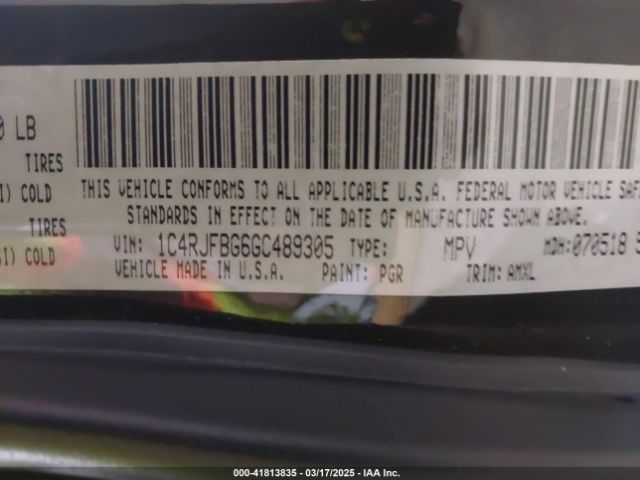 0 LB
TIRES
THIS VEHICLE CONFORMS TO ALL APPLICABLE U.S.A. FEDERAL MOTOR VEHICLE SAF
I) COLD
STANDARDS IN EFFECT ON THE DATE OF MANUFACTURE SHOWN ABOVE.
TIRES
VIN: 1C4RJFBG6GC489305 TYPE: MPV MDH:070518 S
SI) COLD
VEHICLE MADE IN U.S.A. PAINT: PGR TRIM: AMXL
000-41813835 - 03/17/2025 - IAA Inc.